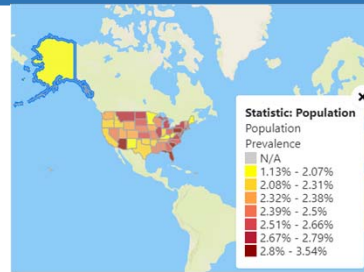 Statistic: Population
Population
Prevalence
N/A
1.13% - 2.07%
2.08% - 2.31%
2.32% - 2.38%
2.39% - 2.5%
2.51% - 2.66%
2.67% - 2.79%
2.8% - 3.54%